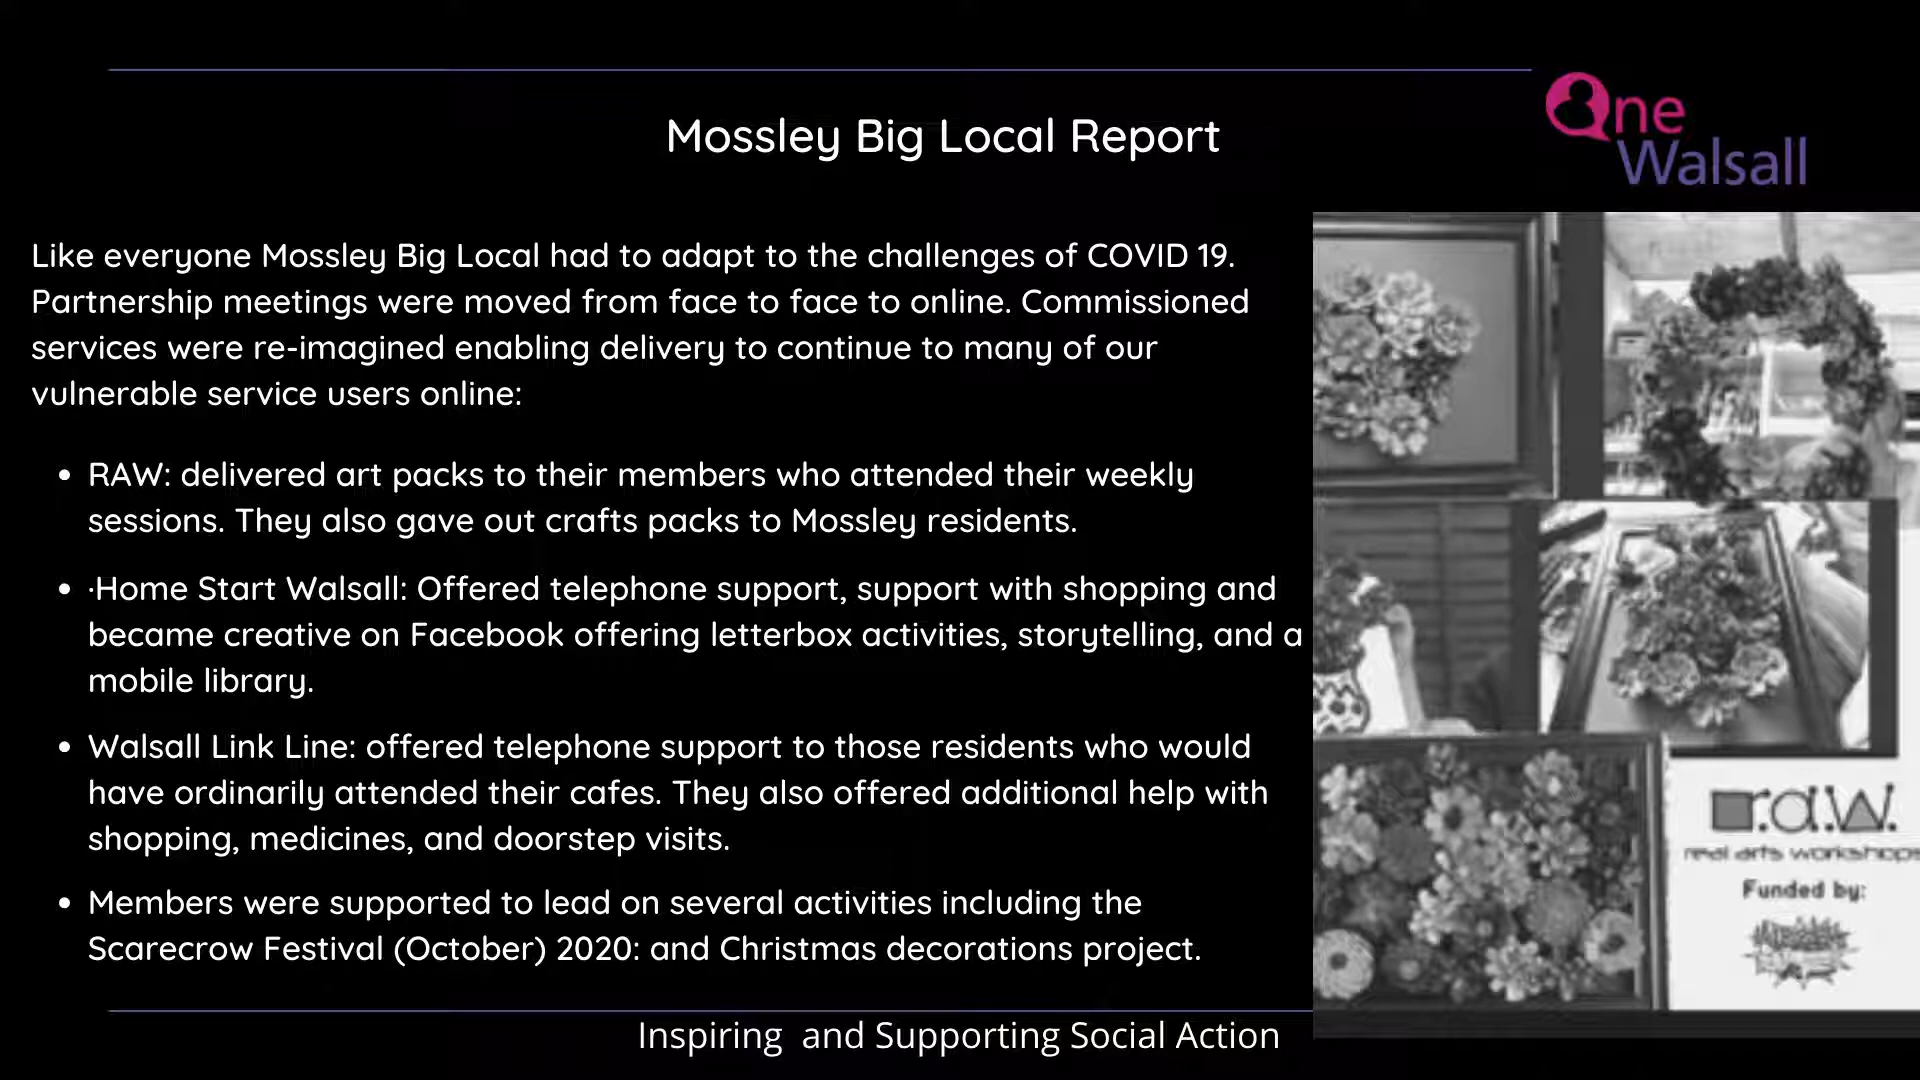 Mossley Big Local Report
One
Walsall
Like everyone Mossley Big Local had to adapt to the challenges of COVID 19.
Partnership meetings were moved from face to face to online. Commissioned
services were re-imagined enabling delivery to continue to many of our
vulnerable service users online:
• RAW: delivered art packs to their members who attended their weekly
sessions. They also gave out crafts packs to Mossley residents.
• ·Home Start Walsall: Offered telephone support, support with shopping and
became creative on Facebook offering letterbox activities, storytelling, and a
mobile library.
• Walsall Link Line: offered telephone support to those residents who would
have ordinarily attended their cafes. They also offered additional help with
shopping, medicines, and doorstep visits.
• Members were supported to lead on several activities including the
Scarecrow Festival (October) 2020: and Christmas decorations project.
r.a.w.
real arts workshops
Funded by:
Inspiring  and Supporting Social Action